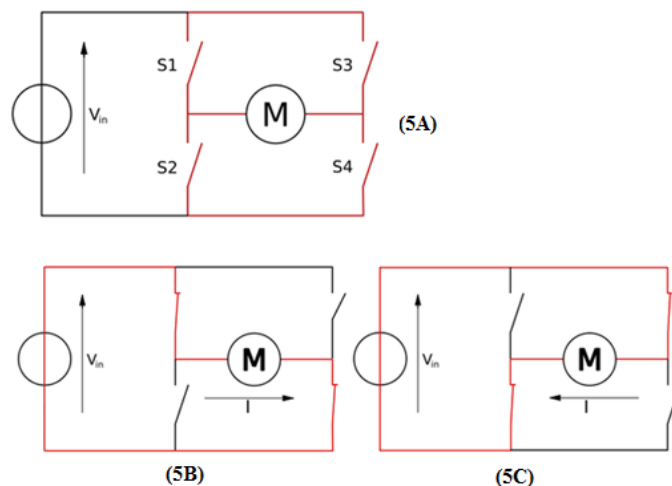 S1 S3
V_in M (5A)
S2 S4
V_in M I
V_in M I
(5B) (5C)